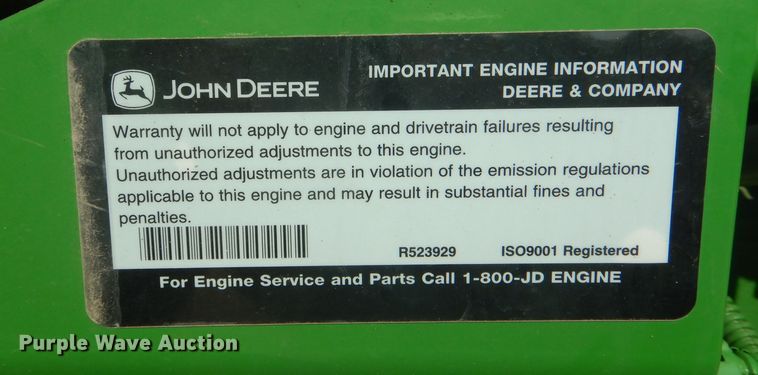 JOHN DEERE
IMPORTANT ENGINE INFORMATION
DEERE & COMPANY
Warranty will not apply to engine and drivetrain failures resulting
from unauthorized adjustments to this engine.
Unauthorized adjustments are in violation of the emission regulations
applicable to this engine and may result in substantial fines and
penalties.
R523929 ISO9001 Registered
For Engine Service and Parts Call 1-800-JD ENGINE
Purple Wave Auction